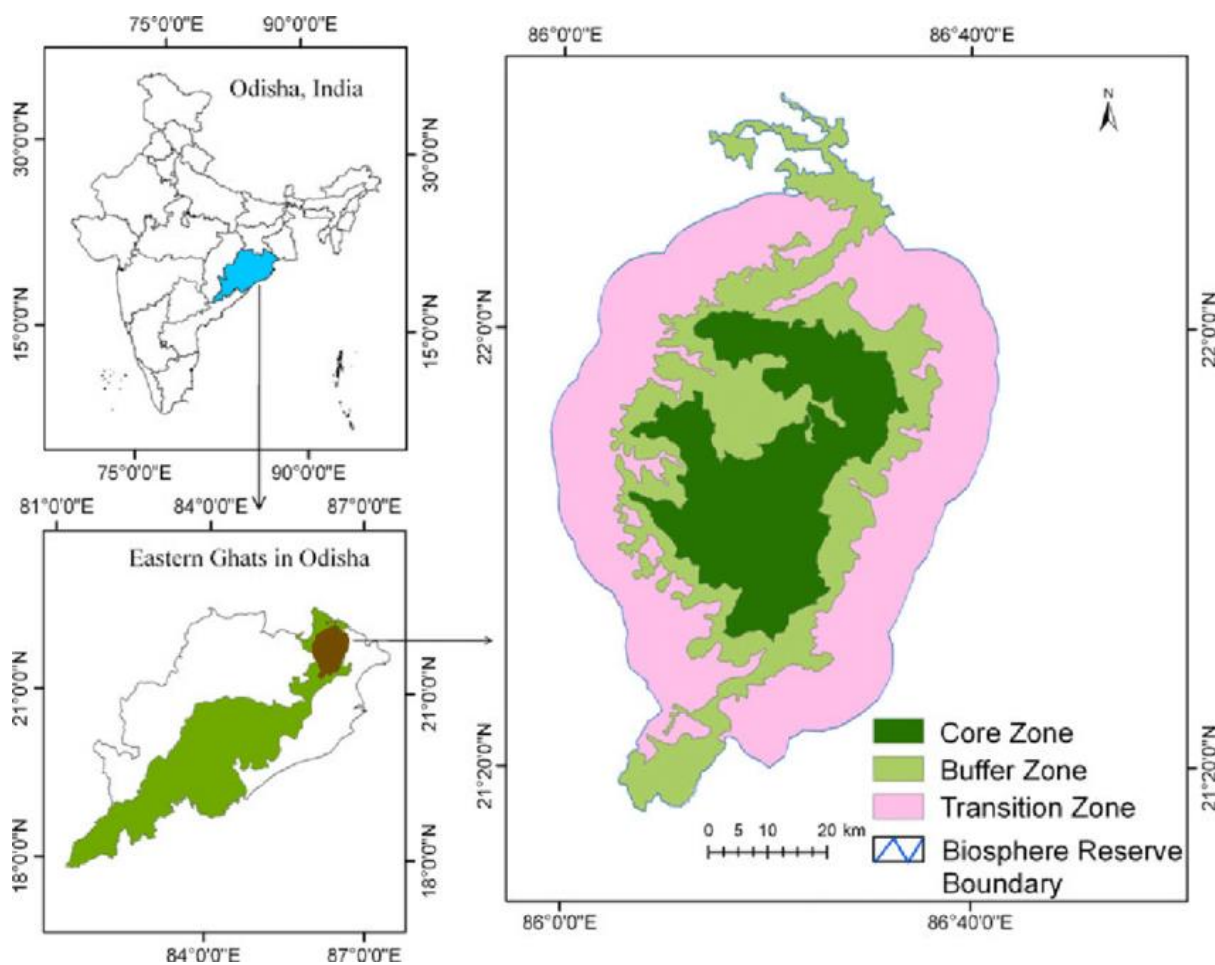 75°0'0"E 90°0'0"E
Odisha, India
30°0'0"N
30°0'0"N
15°0'0"N
15°0'0"N
75°0'0"E 90°0'0"E
81°0'0"E 84°0'0"E 87°0'0"E
Eastern Ghats in Odisha
21°0'0"N
21°0'0"N
18°0'0"N
18°0'0"N
84°0'0"E 87°0'0"E
86°0'0"E 86°40'0"E
N
22°0'0"N
22°0'0"N
21°20'0"N
21°20'0"N
Core Zone
Buffer Zone
Transition Zone
Biosphere Reserve
Boundary
0 5 10 20 km
86°0'0"E 86°40'0"E